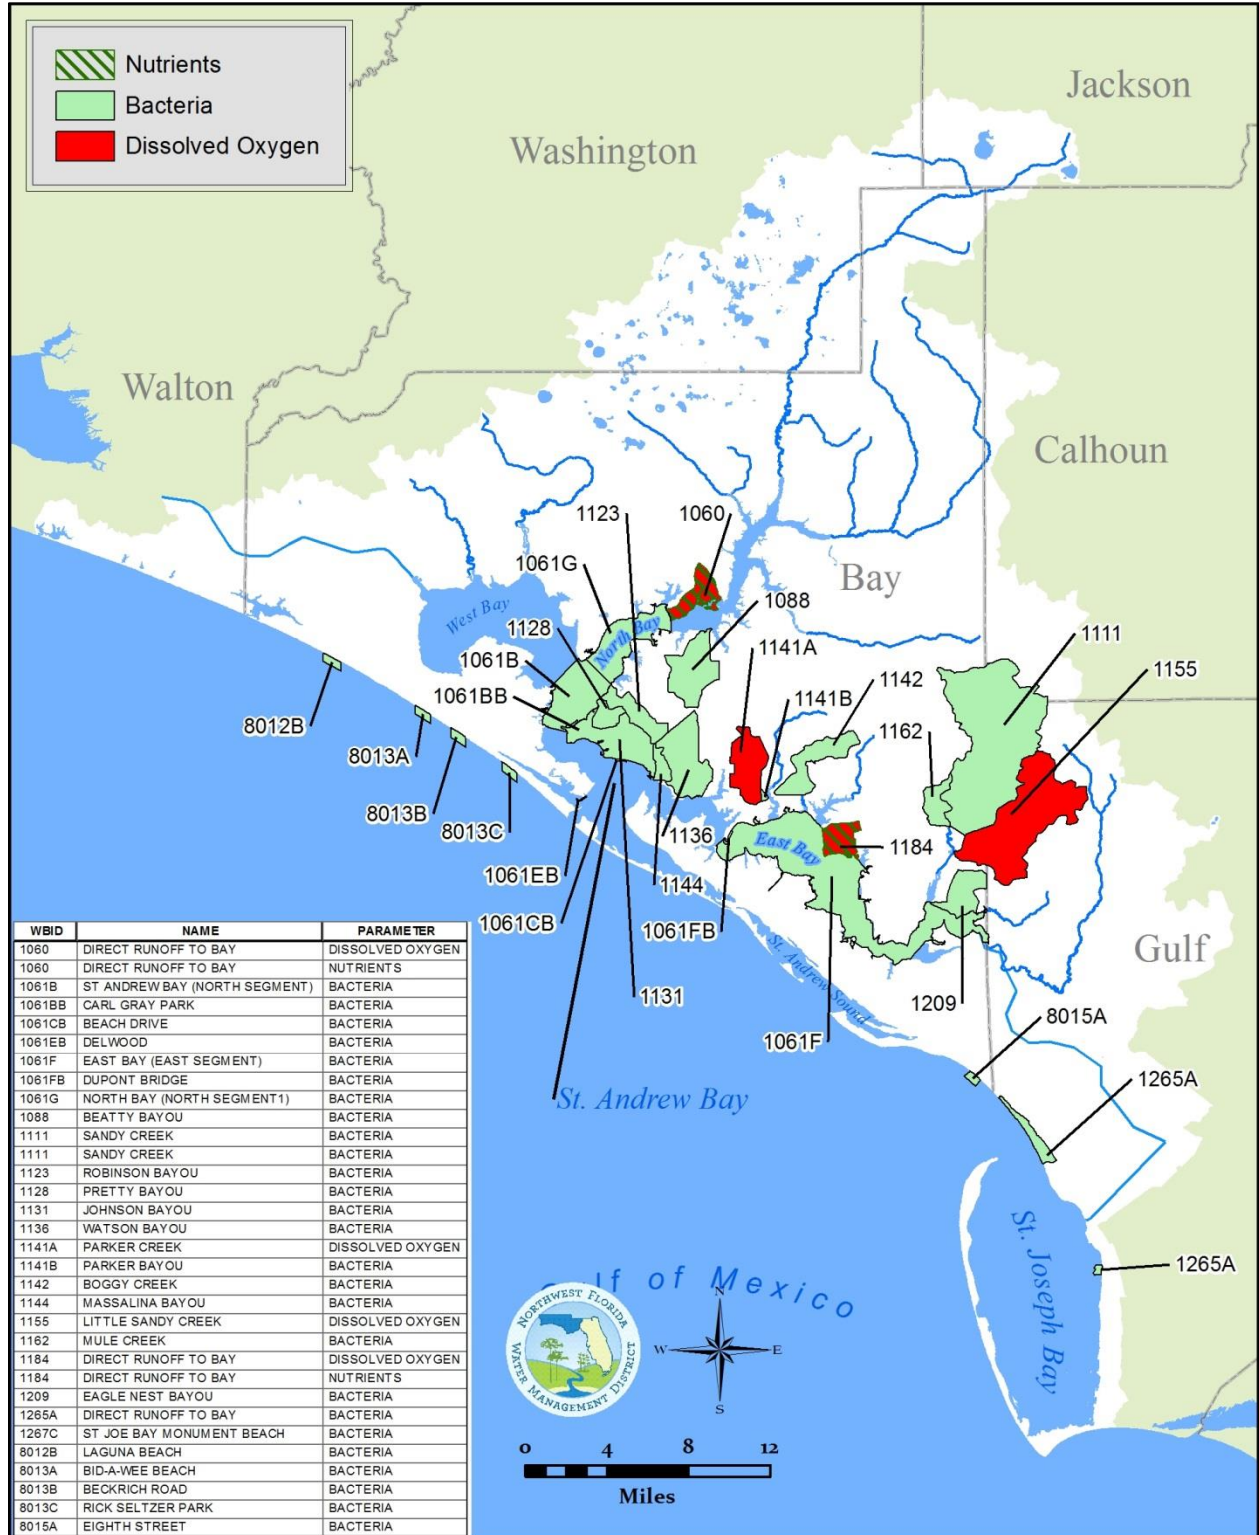 Nutrients
Bacteria
Dissolved Oxygen
Jackson
Washington
Walton
Calhoun
Bay
Gulf
1123
1060
1061G
1088
West Bay
North Bay
1128
1141A
1111
1061B
1155
1061BB
1141B
1142
8012B
1162
8013A
8013B
8013C
1136
East Bay
1184
1061EB
1144
1061CB
1061FB
1131
St. Andrew Sound
1209
1061F
8015A
1265A
St. Andrew Bay
St. Joseph Bay
1265A
Gulf of Mexico
NORTHWEST FLORIDA
WATER MANAGEMENT DISTRICT
N
W E
S
0 4 8 12
Miles
WBID NAME PARAMETER
1060 DIRECT RUNOFF TO BAY DISSOLVED OXYGEN
1060 DIRECT RUNOFF TO BAY NUTRIENTS
1061B ST ANDREW BAY (NORTH SEGMENT) BACTERIA
1061BB CARL GRAY PARK BACTERIA
1061CB BEACH DRIVE BACTERIA
1061EB DELWOOD BACTERIA
1061F EAST BAY (EAST SEGMENT) BACTERIA
1061FB DUPONT BRIDGE BACTERIA
1061G NORTH BAY (NORTH SEGMENT1) BACTERIA
1088 BEATTY BAYOU BACTERIA
1111 SANDY CREEK BACTERIA
1111 SANDY CREEK BACTERIA
1123 ROBINSON BAYOU BACTERIA
1128 PRETTY BAYOU BACTERIA
1131 JOHNSON BAYOU BACTERIA
1136 WATSON BAYOU BACTERIA
1141A PARKER CREEK DISSOLVED OXYGEN
1141B PARKER BAYOU BACTERIA
1142 BOGGY CREEK BACTERIA
1144 MASSALINA BAYOU BACTERIA
1155 LITTLE SANDY CREEK DISSOLVED OXYGEN
1162 MULE CREEK BACTERIA
1184 DIRECT RUNOFF TO BAY DISSOLVED OXYGEN
1184 DIRECT RUNOFF TO BAY NUTRIENTS
1209 EAGLE NEST BAYOU BACTERIA
1265A DIRECT RUNOFF TO BAY BACTERIA
1267C ST JOE BAY MONUMENT BEACH BACTERIA
8012B LAGUNA BEACH BACTERIA
8013A BID-A-WEE BEACH BACTERIA
8013B BECKRICH ROAD BACTERIA
8013C RICK SELTZER PARK BACTERIA
8015A EIGHTH STREET BACTERIA